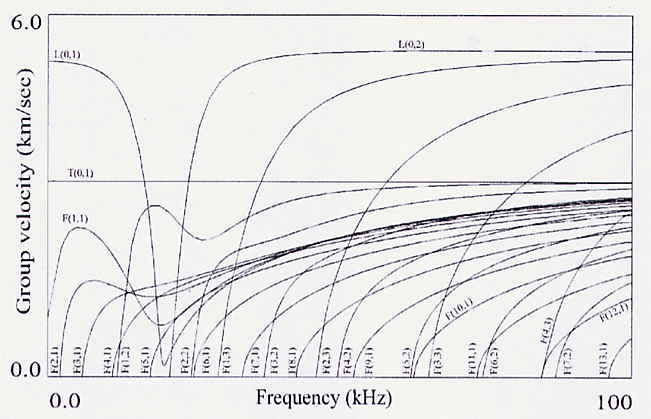 6.0
L(0,1)
L(0,2)
T(0,1)
F(1,1)
Group velocity (km/sec)
F(10,1)
F(4,3)
F(12,1)
F(2,1)
F(3,1)
F(4,1)
F(1,2)
F(5,1)
F(2,2)
F(6,1)
F(1,3)
F(7,1)
F(3,2)
F(8,1)
F(2,3)
F(4,2)
F(9,1)
F(5,2)
F(3,3)
F(11,1)
F(6,2)
F(7,2)
F(13,1)
0.0
0.0
Frequency (kHz)
100